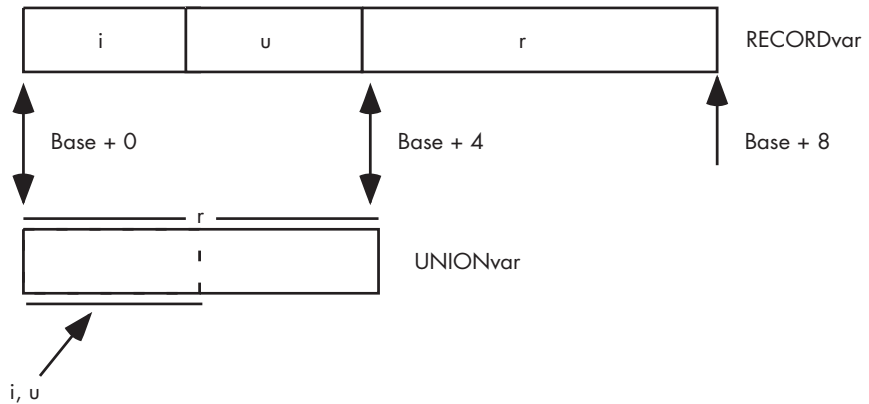 i u r RECORDvar
Base + 0 Base + 4 Base + 8
r
UNIONvar
i, u